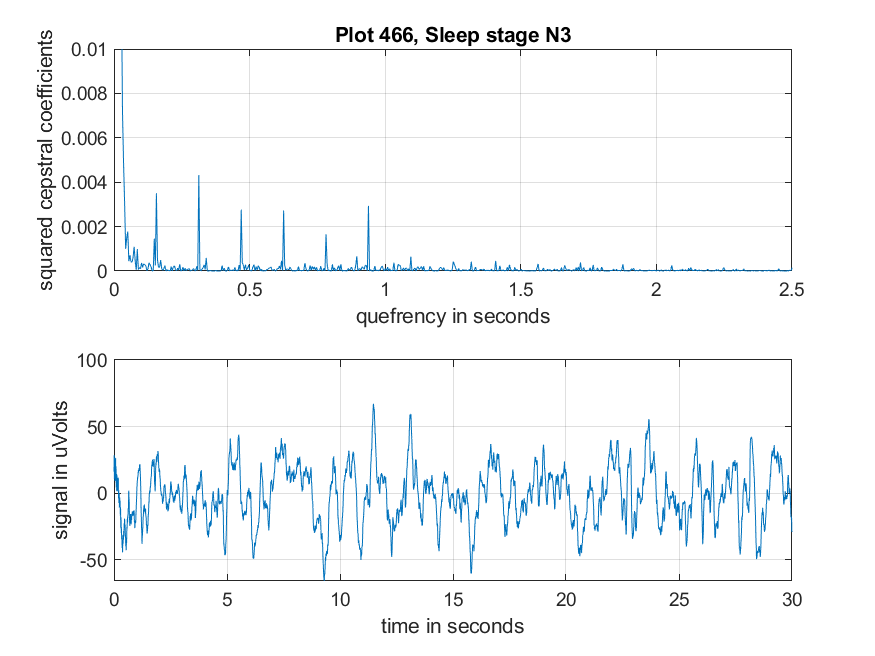 Plot 466, Sleep stage N3
squared cepstral coefficients
0.01
0.008
0.006
0.004
0.002
0
0 0.5 1 1.5 2 2.5
quefrency in seconds
signal in uVolts
100
50
0
-50
0 5 10 15 20 25 30
time in seconds